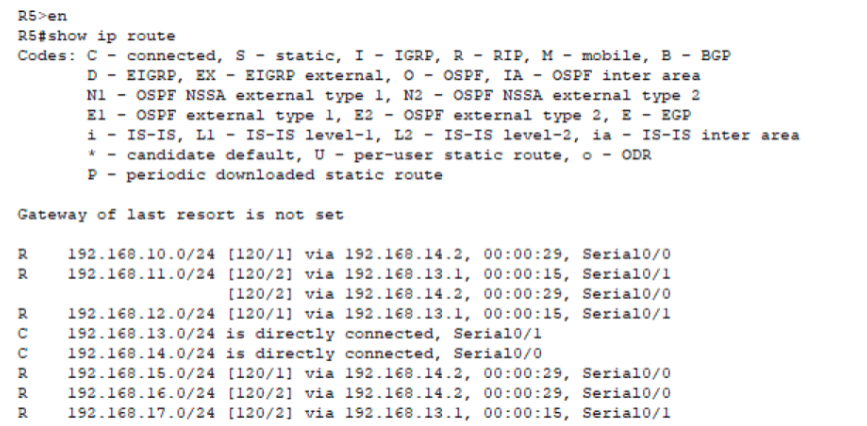 R5>en
R5#show ip route
Codes: C - connected, S - static, I - IGRP, R - RIP, M - mobile, B - BGP
D - EIGRP, EX - EIGRP external, O - OSPF, IA - OSPF inter area
N1 - OSPF NSSA external type 1, N2 - OSPF NSSA external type 2
E1 - OSPF external type 1, E2 - OSPF external type 2, E - EGP
i - IS-IS, L1 - IS-IS level-1, L2 - IS-IS level-2, ia - IS-IS inter area
* - candidate default, U - per-user static route, o - ODR
P - periodic downloaded static route
Gateway of last resort is not set
R 192.168.10.0/24 [120/1] via 192.168.14.2, 00:00:29, Serial0/0
R 192.168.11.0/24 [120/2] via 192.168.13.1, 00:00:15, Serial0/1
[120/2] via 192.168.14.2, 00:00:29, Serial0/0
R 192.168.12.0/24 [120/1] via 192.168.13.1, 00:00:15, Serial0/1
C 192.168.13.0/24 is directly connected, Serial0/1
C 192.168.14.0/24 is directly connected, Serial0/0
R 192.168.15.0/24 [120/1] via 192.168.14.2, 00:00:29, Serial0/0
R 192.168.16.0/24 [120/2] via 192.168.14.2, 00:00:29, Serial0/0
R 192.168.17.0/24 [120/2] via 192.168.13.1, 00:00:15, Serial0/1